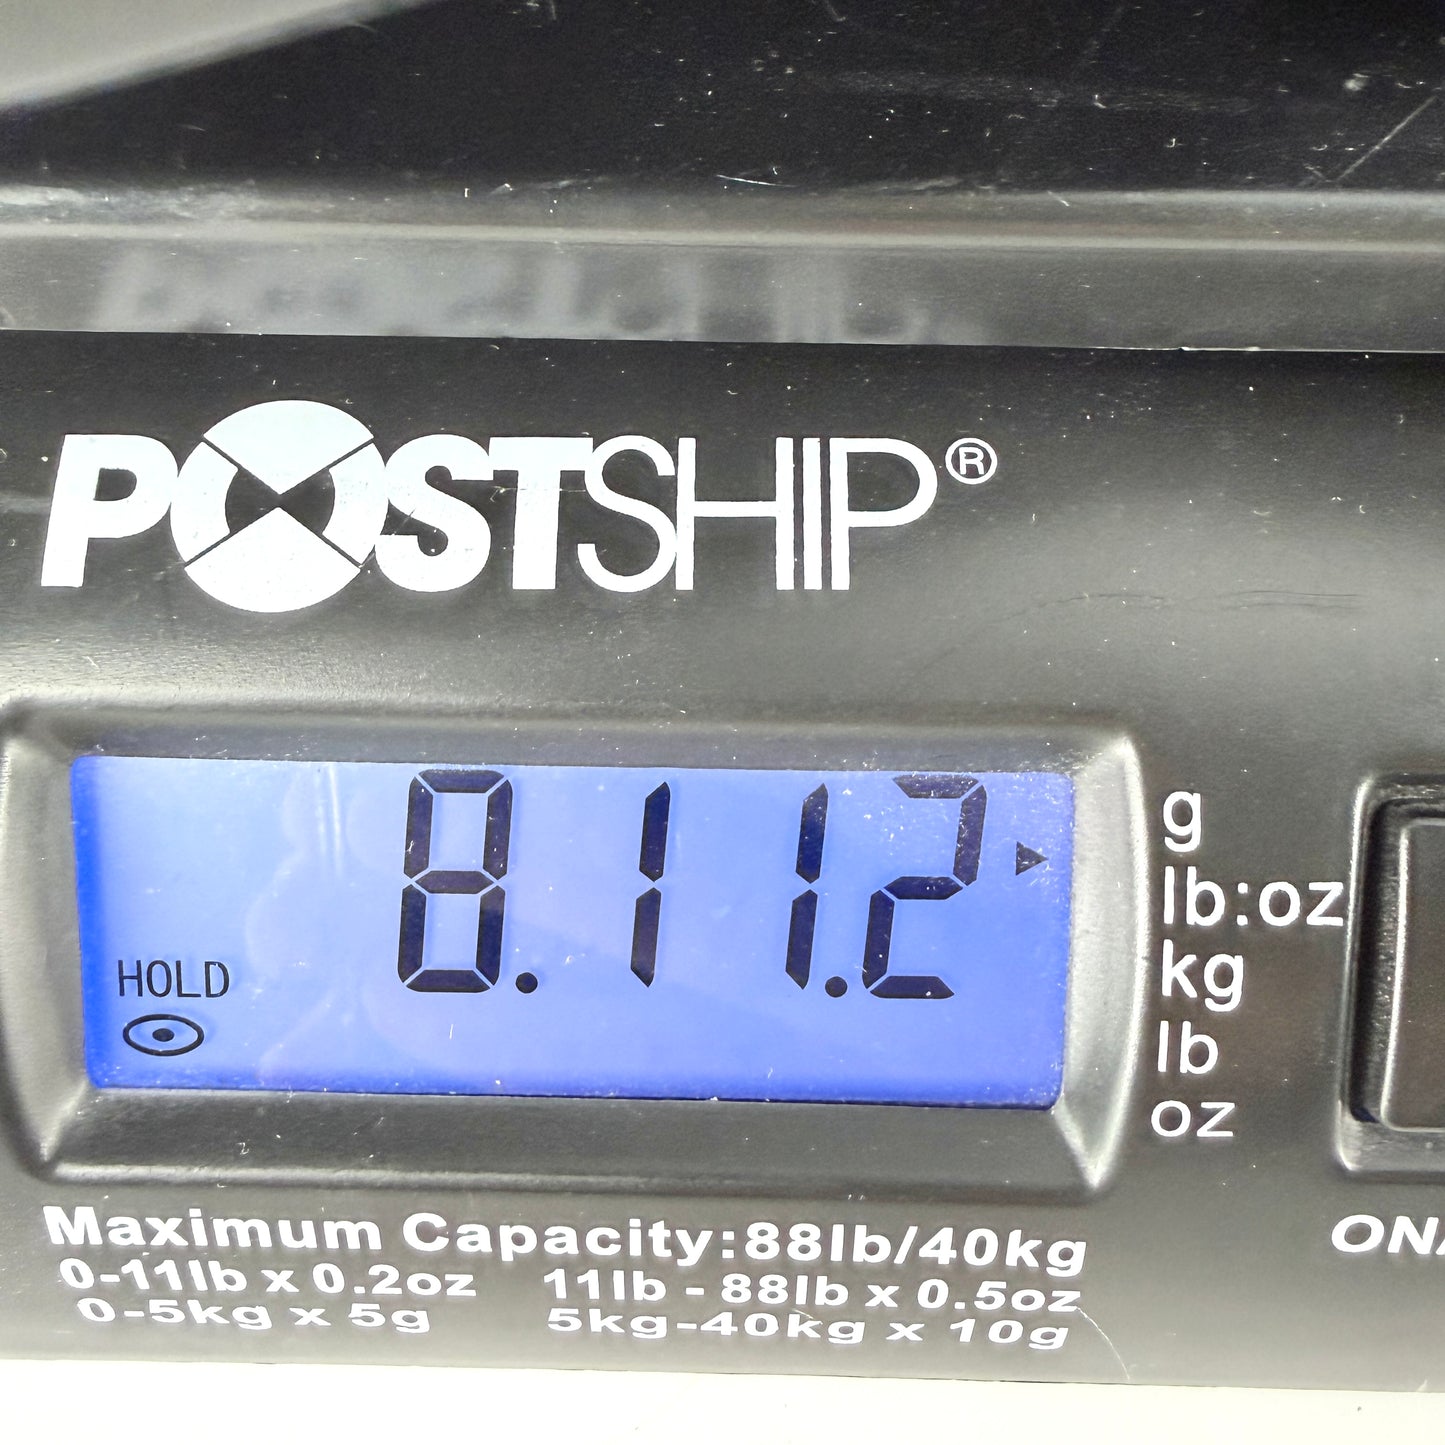 POSTSHIP®
8.11.2
HOLD
g
lb:oz
kg
lb
oz
Maximum Capacity:88lb/40kg
0-11lb x 0.2oz 11lb - 88lb x 0.5oz
0-5kg x 5g 5kg-40kg x 10g